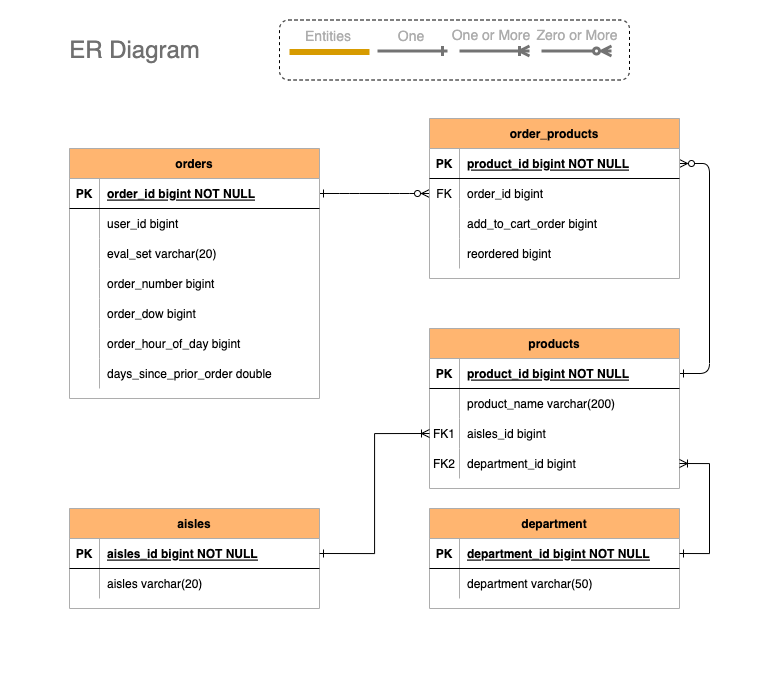 ER Diagram
Entities One One or More Zero or More
order_products
PK product_id bigint NOT NULL
FK order_id bigint
add_to_cart_order bigint
reordered bigint
orders
PK order_id bigint NOT NULL
user_id bigint
eval_set varchar(20)
order_number bigint
order_dow bigint
order_hour_of_day bigint
days_since_prior_order double
products
PK product_id bigint NOT NULL
product_name varchar(200)
FK1 aisles_id bigint
FK2 department_id bigint
aisles
PK aisles_id bigint NOT NULL
aisles varchar(20)
department
PK department_id bigint NOT NULL
department varchar(50)